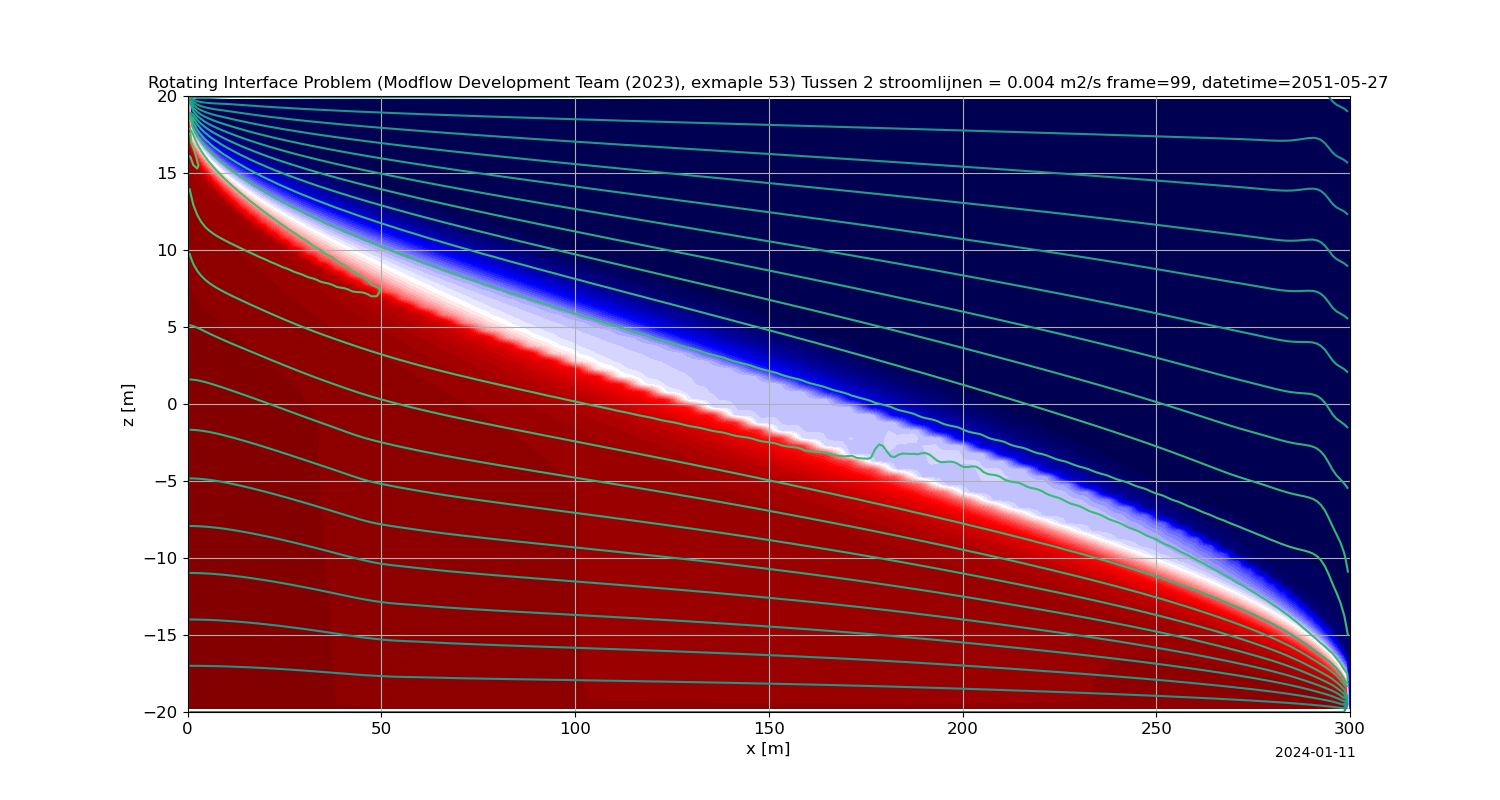 Rotating Interface Problem (Modflow Development Team (2023), exmaple 53) Tussen 2 stroomlijnen = 0.004 m2/s frame=99, datetime=2051-05-27
20
15
10
5
0
−5
−10
−15
−20
z [m]
0 50 100 150 200 250 300
x [m]
2024-01-11